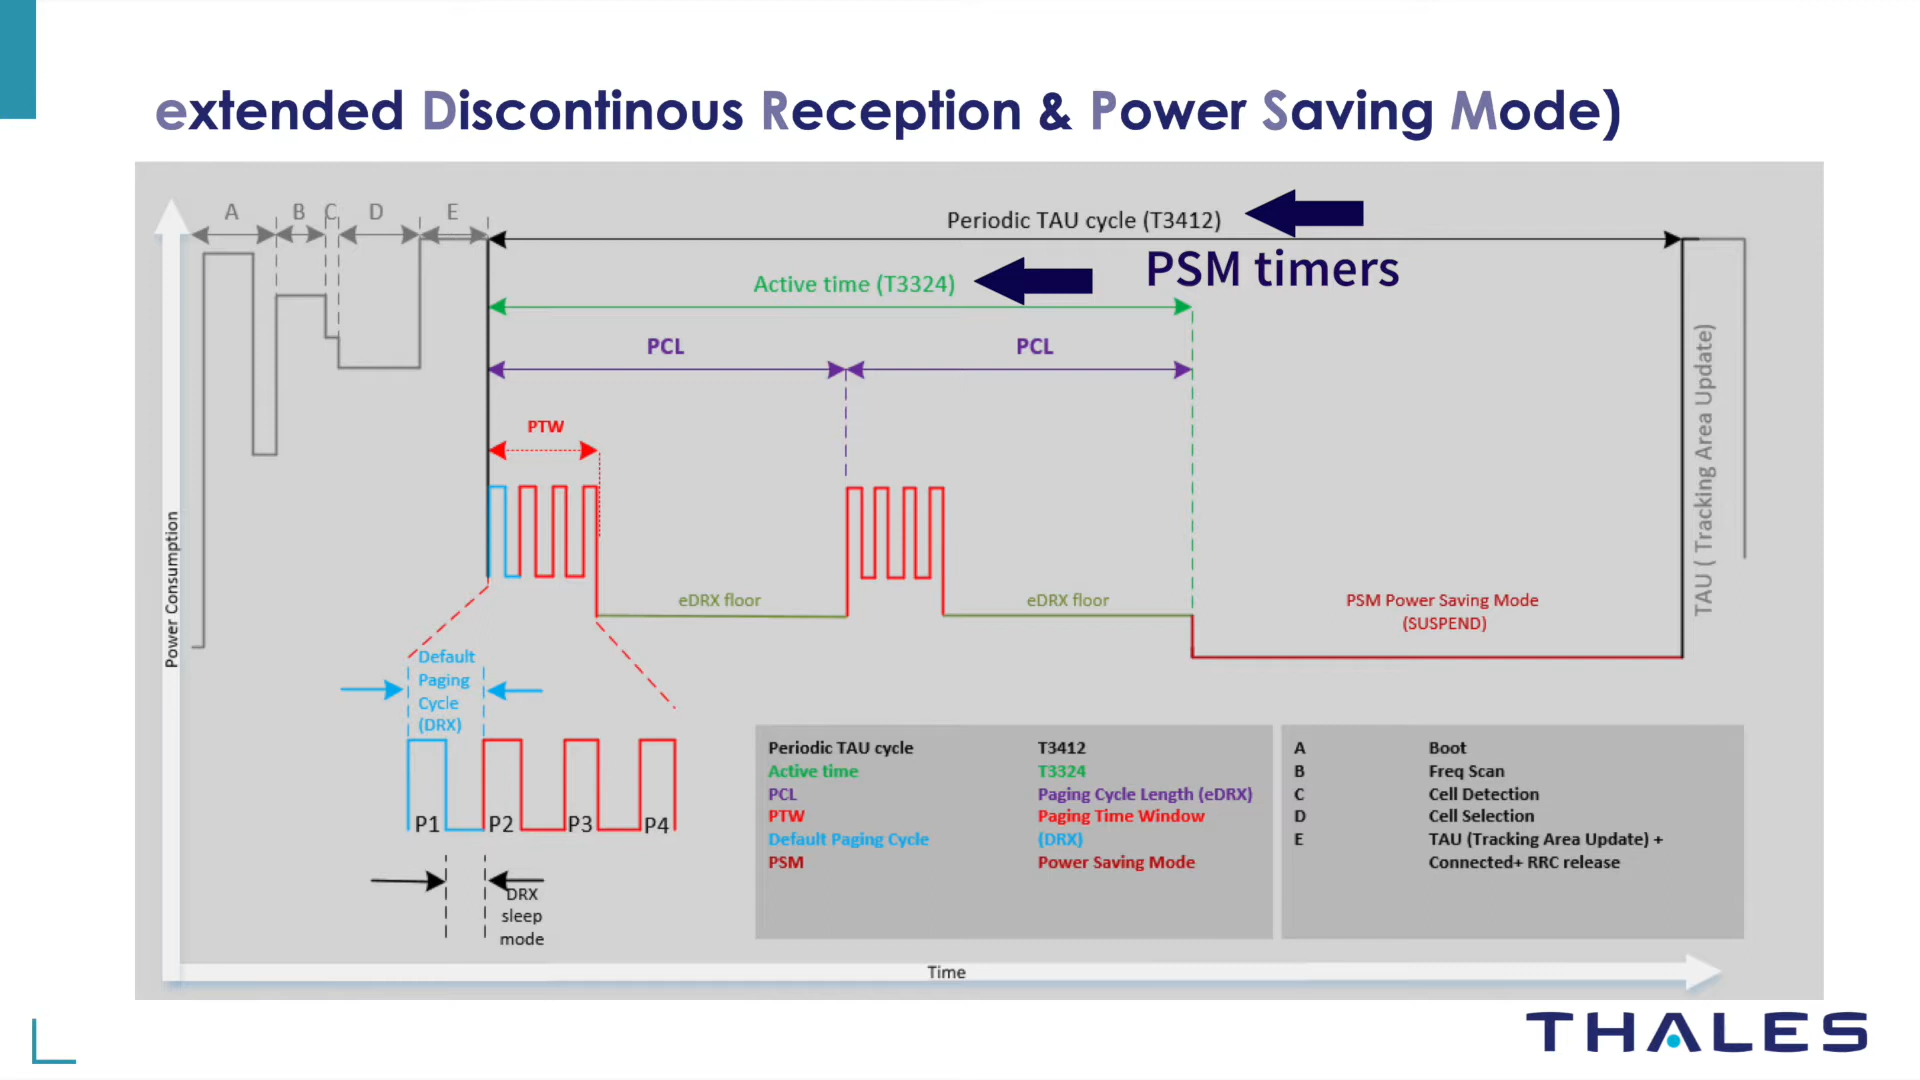 extended Discontinous Reception & Power Saving Mode)
A B C D E
Periodic TAU cycle (T3412)
PSM timers
Active time (T3324)
PCL PCL
PTW
Power Consumption
TAU ( Tracking Area Update)
eDRX floor eDRX floor
PSM Power Saving Mode
(SUSPEND)
Default
Paging
Cycle
(DRX)
P1 P2 P3 P4
DRX
sleep
mode
Periodic TAU cycle T3412
Active time T3324
PCL Paging Cycle Length (eDRX)
PTW Paging Time Window
Default Paging Cycle (DRX)
PSM Power Saving Mode
A Boot
B Freq Scan
C Cell Detection
D Cell Selection
E TAU (Tracking Area Update) +
Connected+ RRC release
Time
THALES